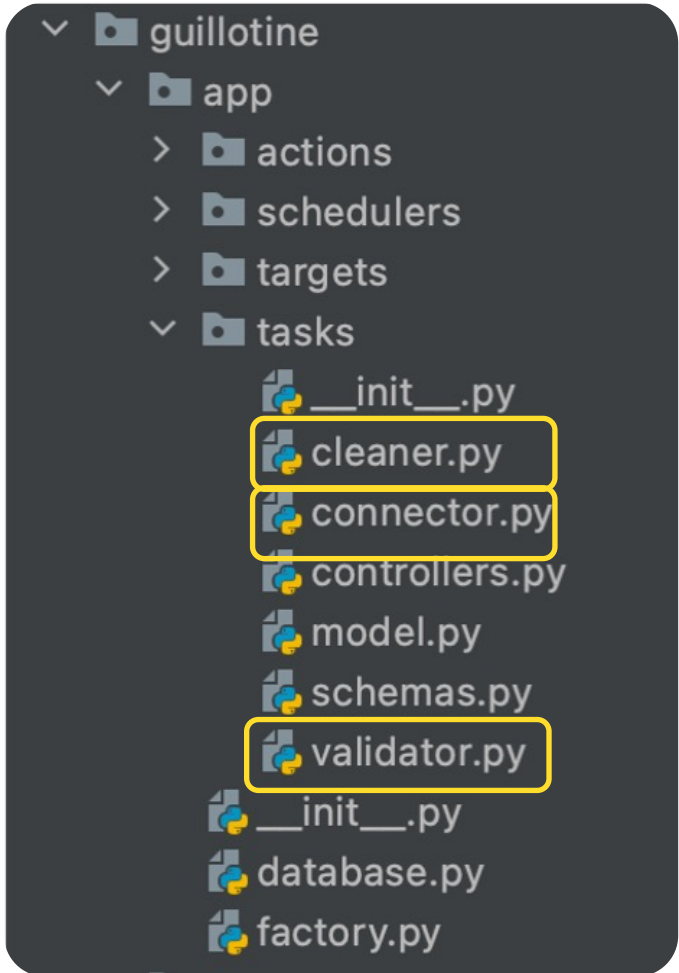 guillotine
app
actions
schedulers
targets
tasks
__init__.py
cleaner.py
connector.py
controllers.py
model.py
schemas.py
validator.py
__init__.py
database.py
factory.py